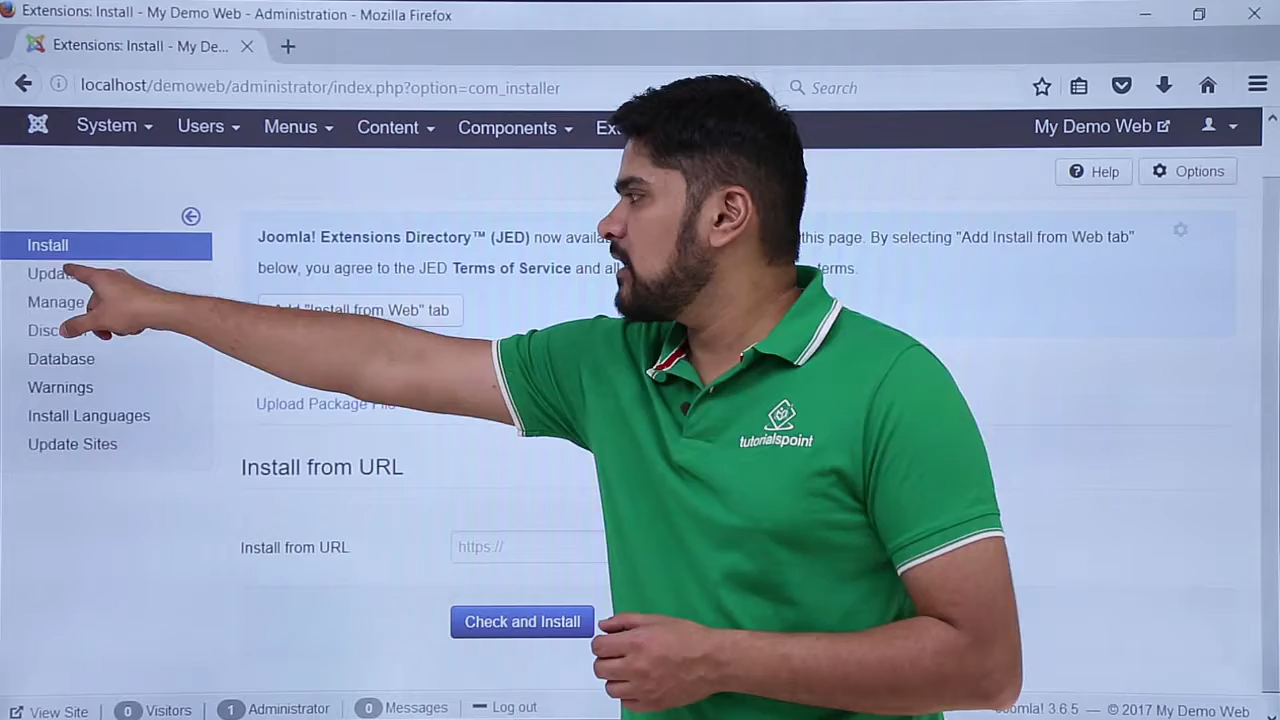 Extensions: Install - My Demo Web - Administration - Mozilla Firefox
Extensions: Install - My De...
localhost/demoweb/administrator/index.php?option=com_installer
Search
System Users Menus Content Components
My Demo Web
Help Options
Install
Joomla! Extensions Directory™ (JED) now
this page. By selecting "Add Install from Web tab"
below, you agree to the JED Terms of Service and
terms.
"Install from Web" tab
Manage
Database
Warnings
Install Languages
Update Sites
Upload Package
Install from URL
Install from URL
https://
Check and Install
tutorialspoint
View Site 0 Visitors 1 Administrator 0 Messages Log out
Joomla! 3.6.5 — © 2017 My Demo Web